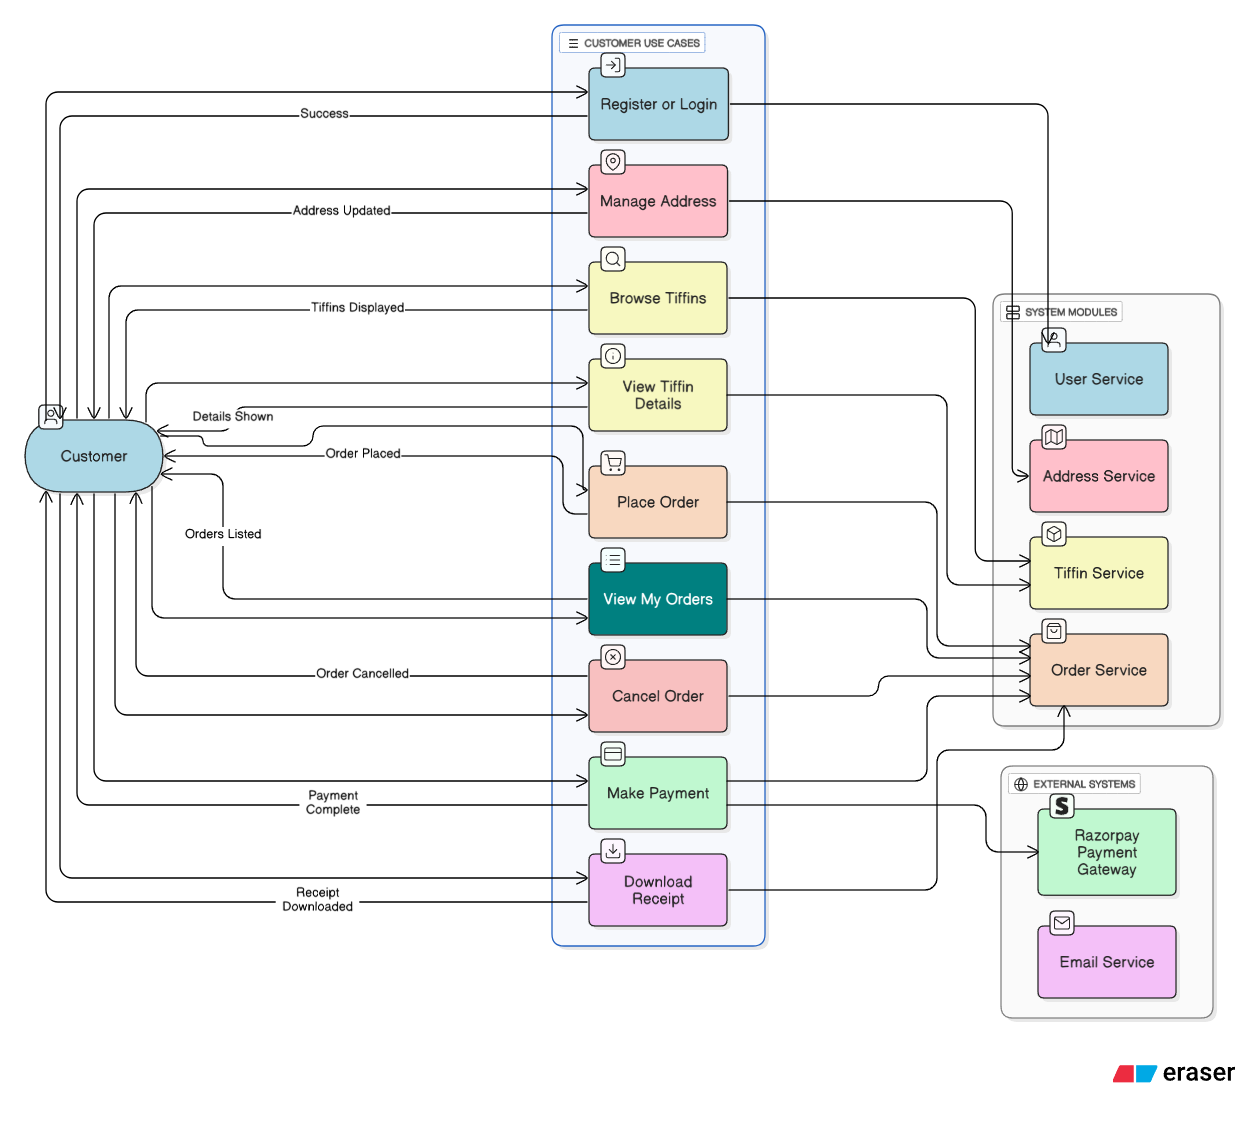 CUSTOMER USE CASES
Register or Login
Success
Manage Address
Address Updated
Browse Tiffins
Tiffins Displayed
View Tiffin
Details
Details Shown
Customer
Order Placed
Place Order
Orders Listed
View My Orders
Order Cancelled
Cancel Order
Make Payment
Payment
Complete
Download
Receipt
Receipt
Downloaded
SYSTEM MODULES
User Service
Address Service
Tiffin Service
Order Service
EXTERNAL SYSTEMS
S
Razorpay
Payment
Gateway
Email Service
eraser